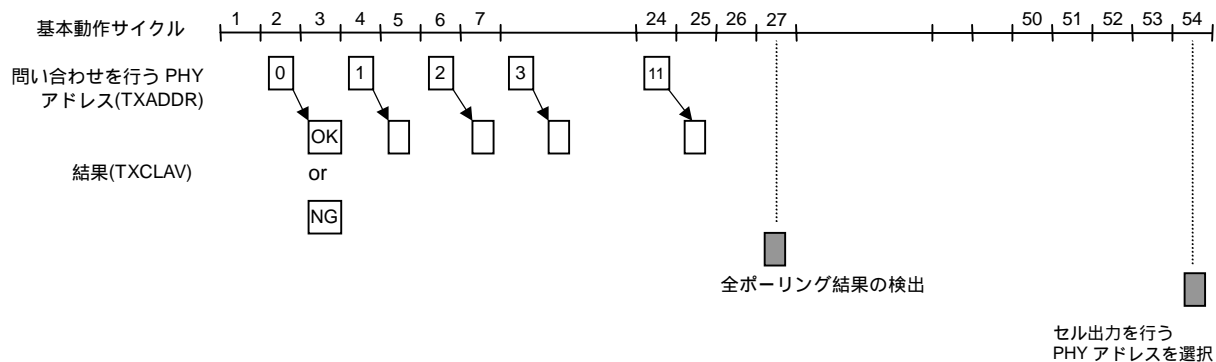 基本動作サイクル 1 2 3 4 5 6 7 24 25 26 27 50 51 52 53 54
問い合わせを行う PHY
アドレス(TXADDR)
0 1 2 3 11
OK
結果(TXCLAV)
or
NG
全ポーリング結果の検出
セル出力を行う
PHY アドレスを選択